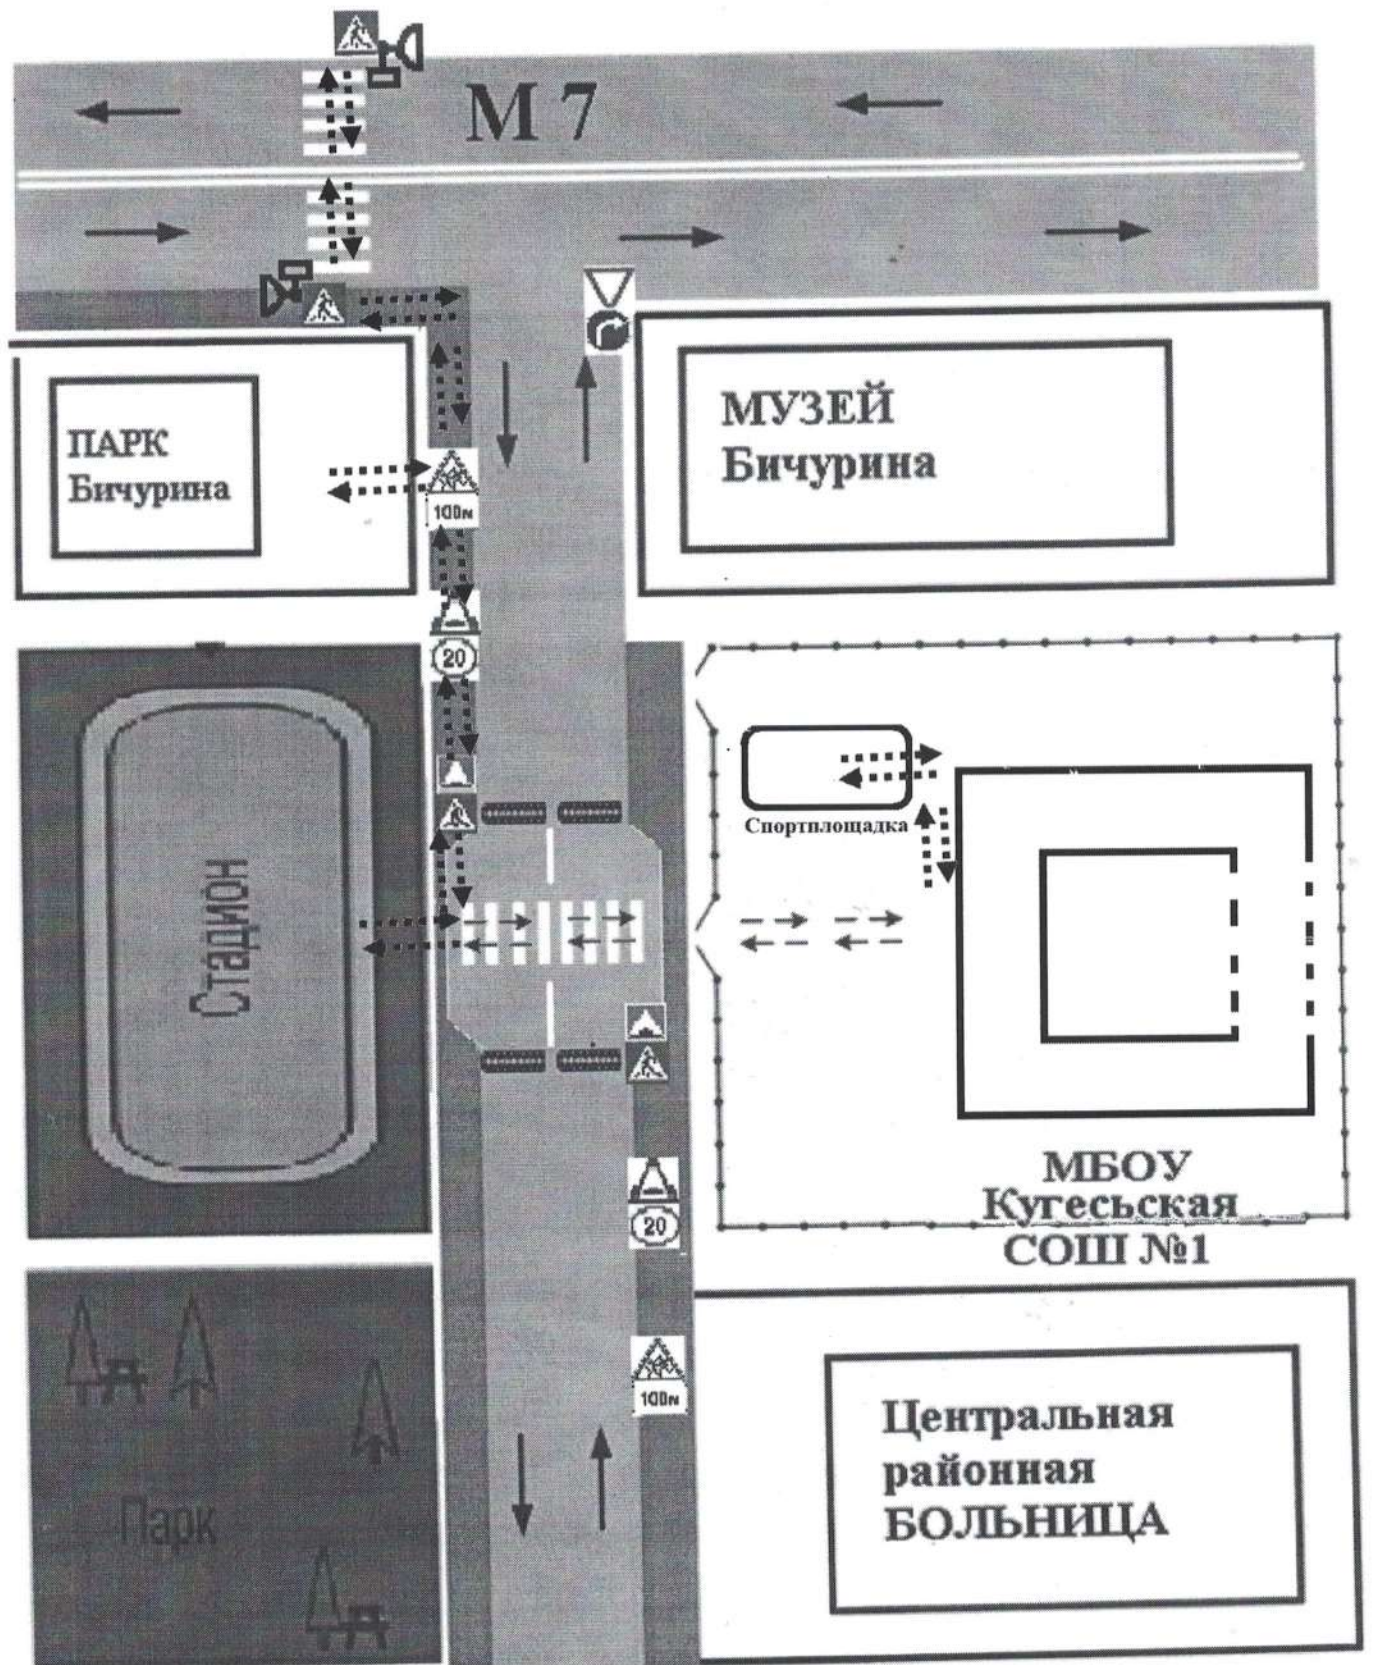 М 7
ПАРК
Бичурина
МУЗЕЙ
Бичурина
100м
20
Спортплощадка
Стадион
МБОУ
Кугесьская
СОШ №1
20
100м
Центральная
районная
БОЛЬНИЦА
Парк